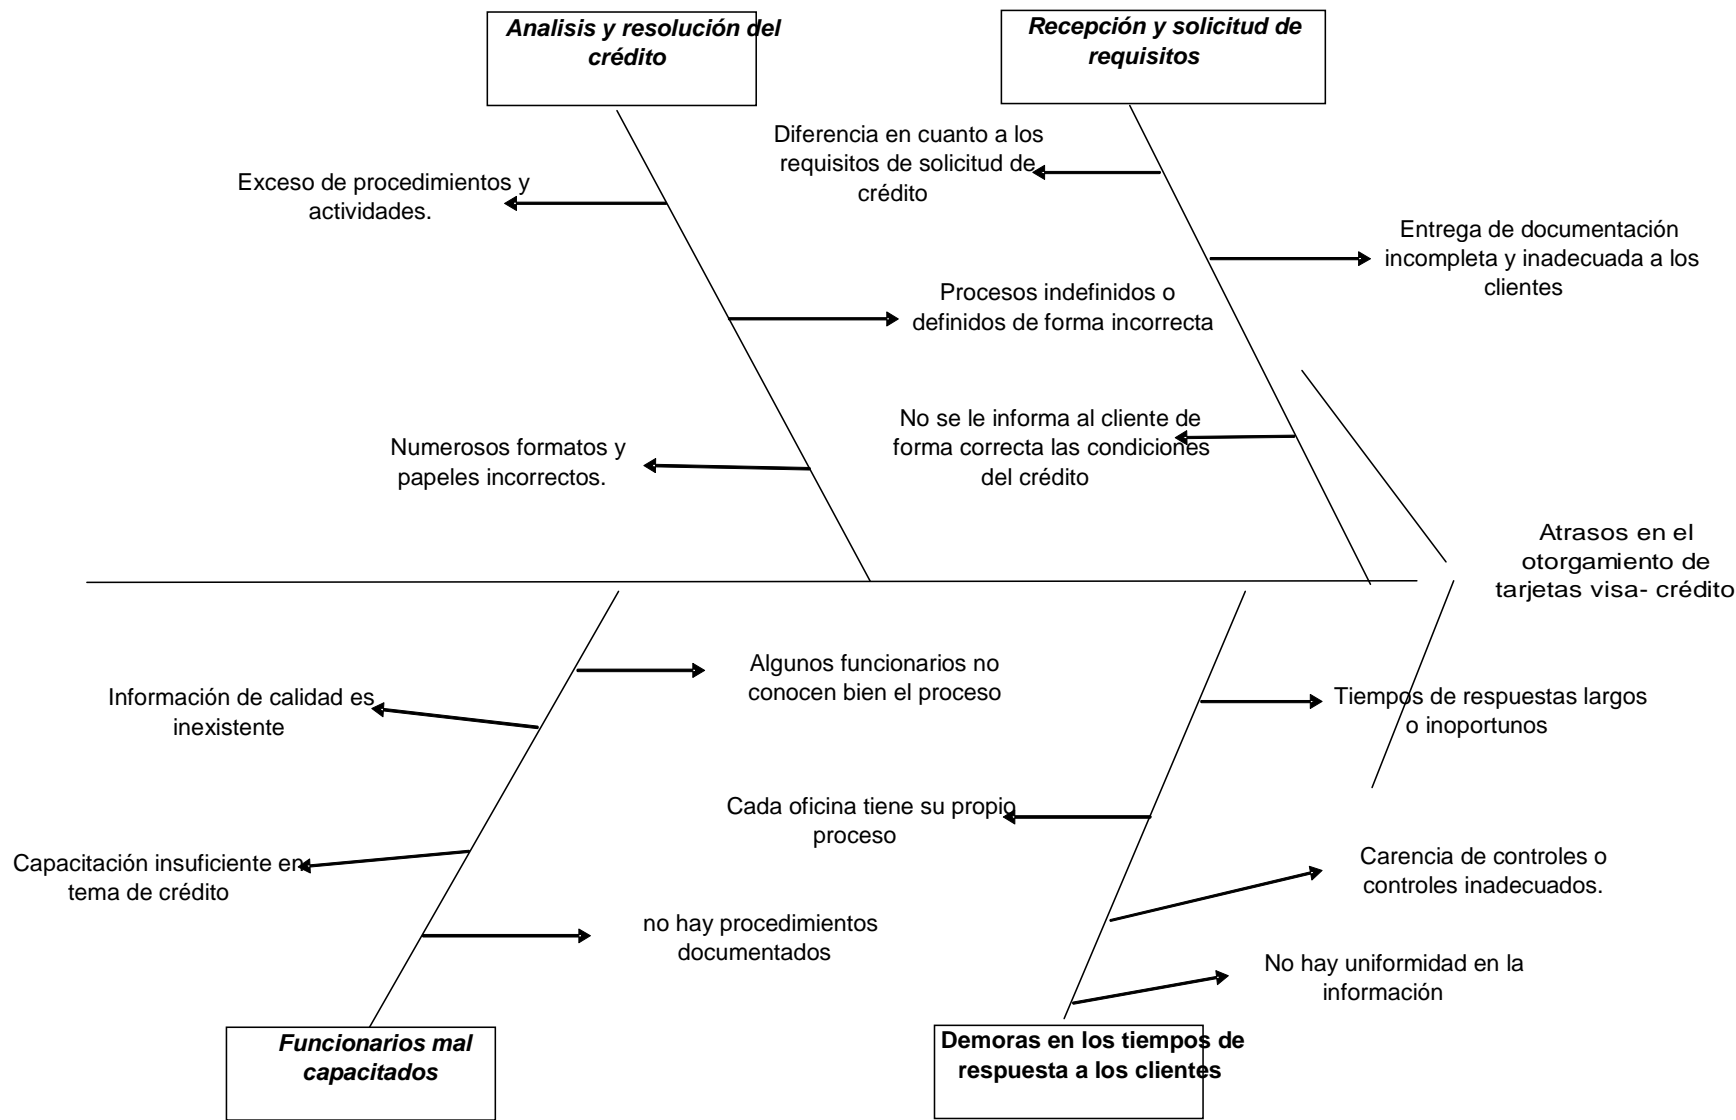 Analisis y resolución del
crédito
Recepción y solicitud de
requisitos
Diferencia en cuanto a los
requisitos de solicitud de
crédito
Exceso de procedimientos y
actividades.
Entrega de documentación
incompleta y inadecuada a los
clientes
Procesos indefinidos o
definidos de forma incorrecta
No se le informa al cliente de
forma correcta las condiciones
del crédito
Numerosos formatos y
papeles incorrectos.
Atrasos en el
otorgamiento de
tarjetas visa- crédito
Algunos funcionarios no
conocen bien el proceso
Información de calidad es
inexistente
Tiempos de respuestas largos
o inoportunos
Cada oficina tiene su propio
proceso
Capacitación insuficiente en
tema de crédito
Carencia de controles o
controles inadecuados.
no hay procedimientos
documentados
No hay uniformidad en la
información
Funcionarios mal
capacitados
Demoras en los tiempos de
respuesta a los clientes